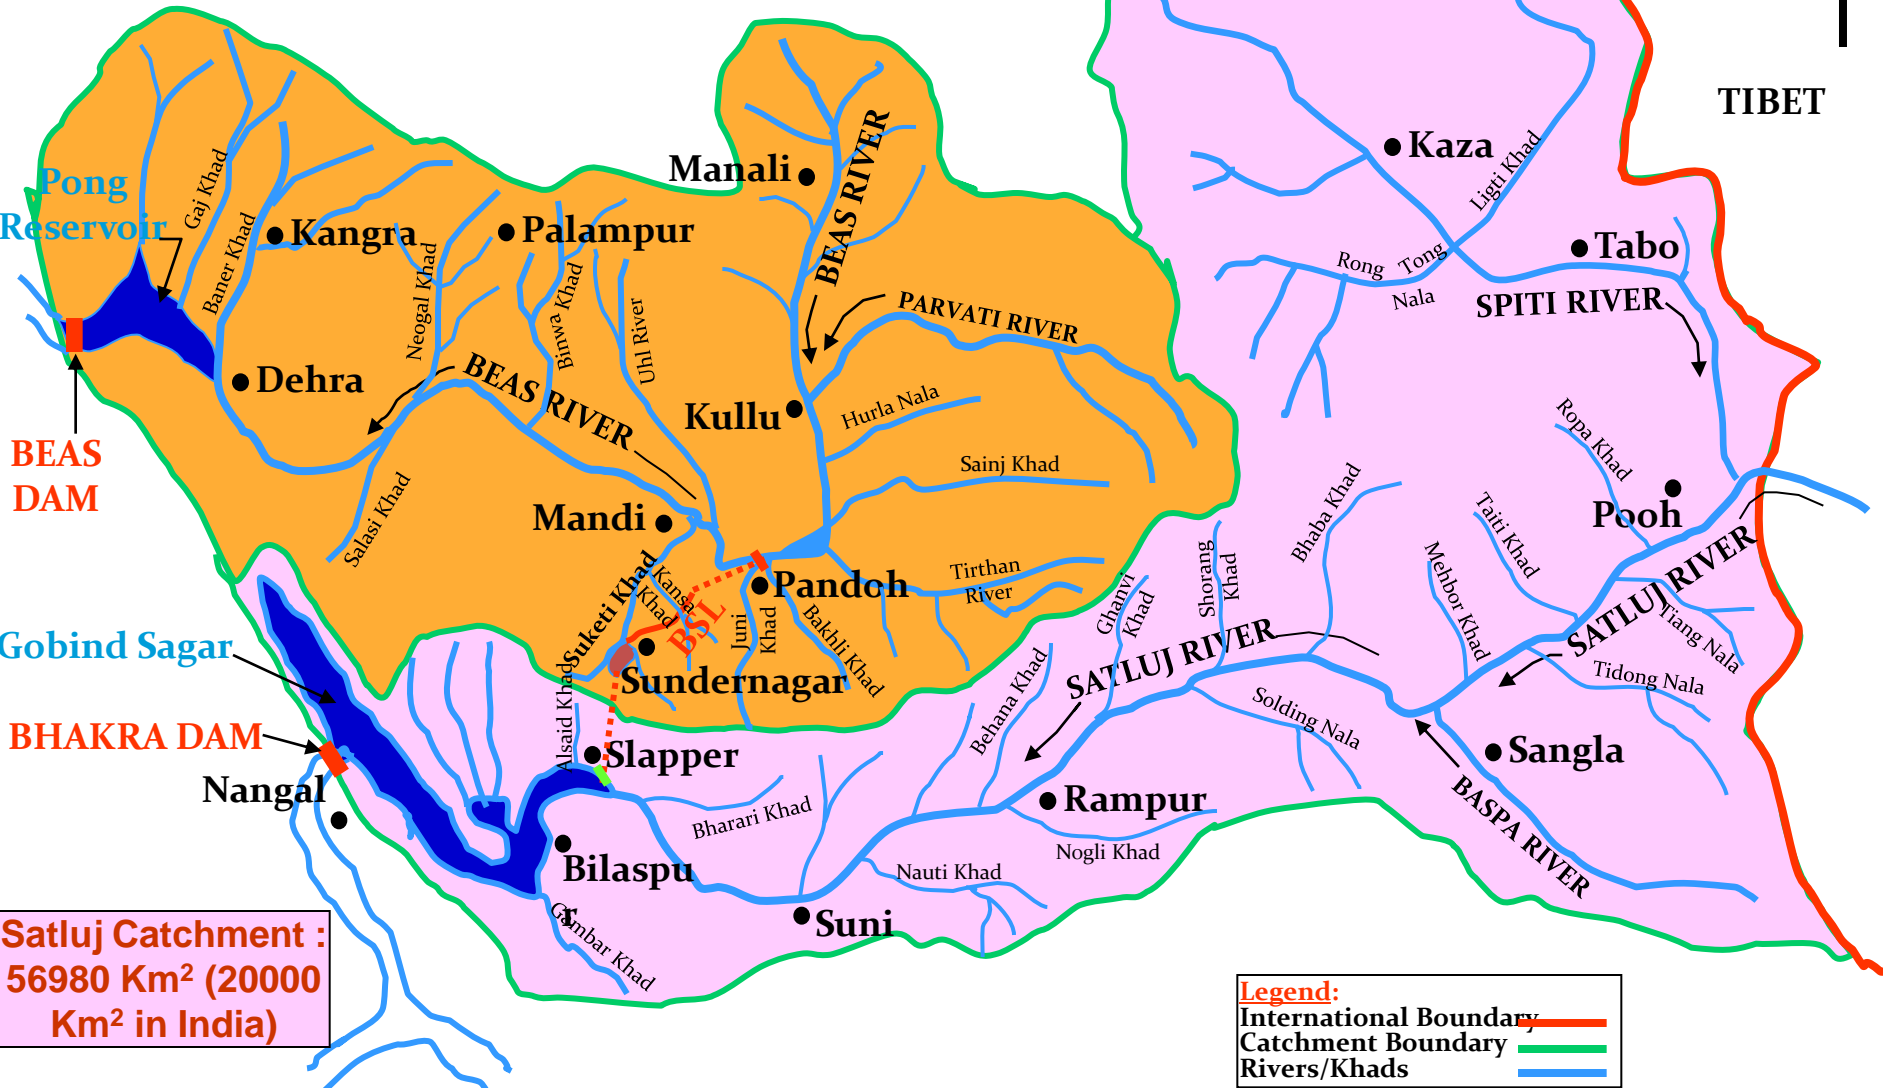 TIBET
Kaza
Manali
BEAS RIVER
Ligti Khad
Pong
Reservoir
Gaj Khad
Baner Khad
Kangra
Palampur
Neogal Khad
Binwa Khad
Uhl River
PARVATI RIVER
Rong Tong
Nala
Tabo
SPITI RIVER
Dehra
BEAS RIVER
Kullu
Hurla Nala
Sainj Khad
BEAS
DAM
Salasi Khad
Mandi
Ropa Khad
Pooh
Taiti Khad
Bhaba Khad
Mehbor Khad
Shorang
Khad
Ghanvi
Khad
Tirthan
River
Pandoh
Suketi Khad
Kansa
Khad
BSL
Juni
Khad
Bakhli Khad
Sundernagar
SATLUJ RIVER
Tiang Nala
Tidong Nala
SATLUJ RIVER
Solding Nala
Behana Khad
Gobind Sagar
BHAKRA DAM
Nangal
Alsaid Khad
Slapper
Sangla
BASPA RIVER
Rampur
Nogli Khad
Bharari Khad
Nauti Khad
Bilaspu
r
Suni
Gambar Khad
Satluj Catchment :
56980 Km² (20000
Km² in India)
Legend:
International Boundary
Catchment Boundary
Rivers/Khads